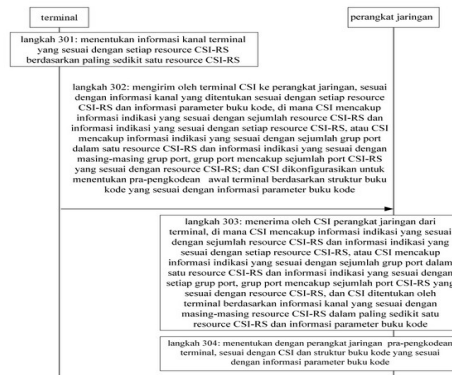 terminal
perangkat jaringan
langkah 301: menentukan informasi kanal terminal
yang sesuai dengan setiap resource CSI-RS
berdasarkan paling sedikit satu resource CSI-RS
langkah 302: mengirim oleh terminal CSI ke perangkat jaringan, sesuai
dengan informasi kanal yang ditentukan sesuai dengan setiap resource
CSI-RS dan informasi parameter buku kode, di mana CSI mencakup
informasi indikasi yang sesuai dengan sejumlah resource CSI-RS dan
informasi indikasi yang sesuai dengan setiap resource CSI-RS, atau CSI
mencakup informasi indikasi yang sesuai dengan sejumlah grup port
dalam satu resource CSI-RS dan informasi indikasi yang sesuai dengan
masing-masing grup port, grup port mencakup sejumlah port CSI-RS
yang sesuai dengan resource CSI-RS; dan CSI dikonfigurasikan untuk
menentukan pra-pengkodean awal terminal berdasarkan struktur buku
kode yang sesuai dengan informasi parameter buku kode
langkah 303: menerima oleh CSI perangkat jaringan dari
terminal, di mana CSI mencakup informasi indikasi yang sesuai
dengan sejumlah resource CSI-RS dan informasi indikasi yang
sesuai dengan setiap resource CSI-RS, atau CSI mencakup
informasi indikasi yang sesuai dengan sejumlah grup port dalam
satu resource CSI-RS dan informasi indikasi yang sesuai dengan
setiap grup port, grup port mencakup sejumlah port CSI-RS yang
sesuai dengan resource CSI-RS, dan CSI ditentukan oleh
terminal berdasarkan informasi kanal yang sesuai dengan
masing-masing resource CSI-RS dalam paling sedikit satu
resource CSI-RS dan informasi parameter buku kode
langkah 304: menentukan dengan perangkat jaringan pra-pengkodean
terminal, sesuai dengan CSI dan struktur buku kode yang sesuai
dengan informasi parameter buku kode